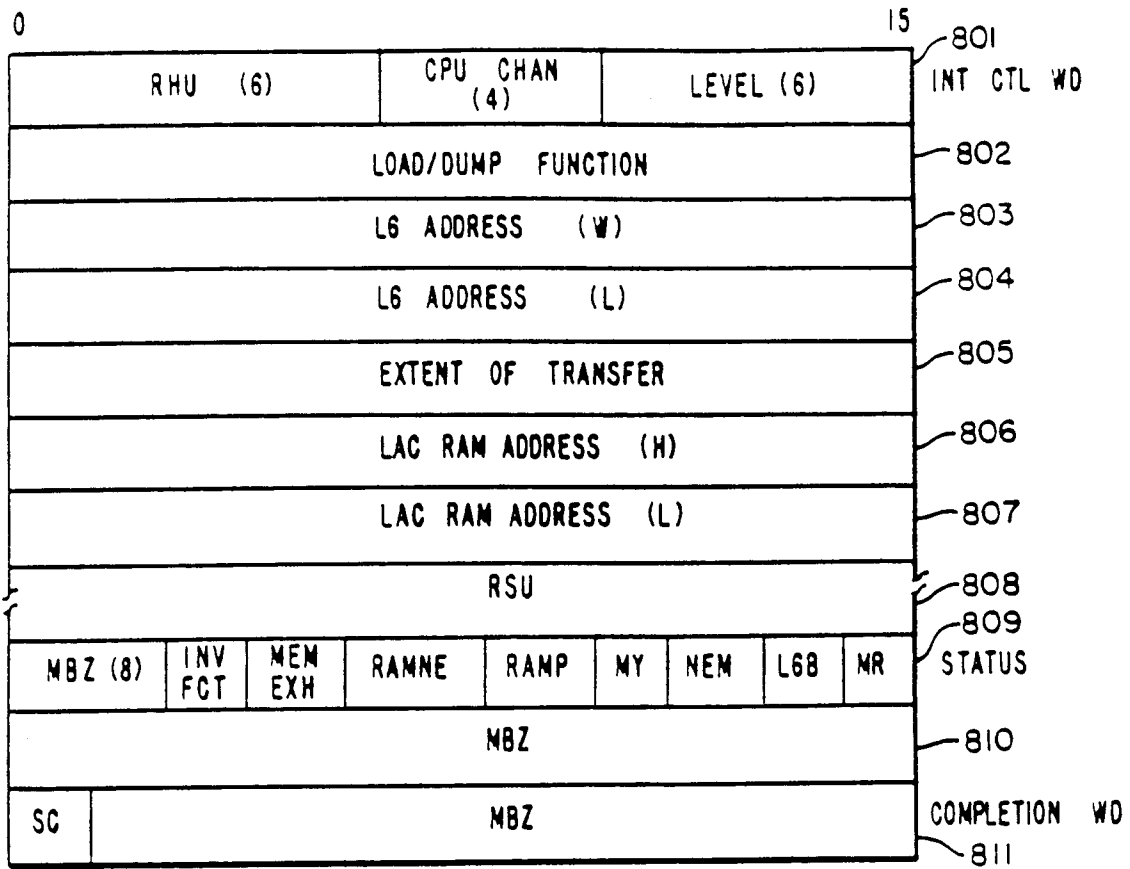 0 15
801
RHU (6) CPU CHAN (4) LEVEL (6) INT CTL WD
LOAD/DUMP FUNCTION 802
L6 ADDRESS (W) 803
L6 ADDRESS (L) 804
EXTENT OF TRANSFER 805
LAC RAM ADDRESS (H) 806
LAC RAM ADDRESS (L) 807
RSU 808
809
MBZ (8) INV FCT MEM EXH RAMNE RAMP MY NEM L6B MR STATUS
MBZ 810
SC MBZ COMPLETION WD
811